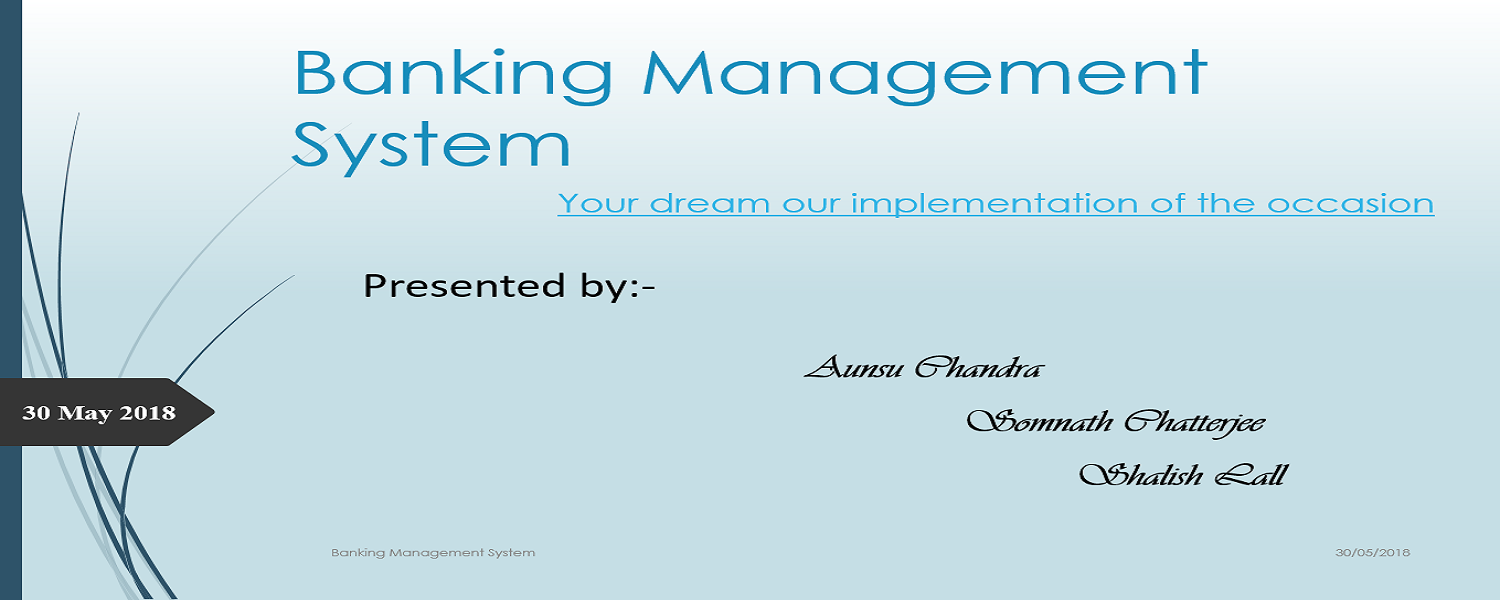 Banking Management
System
Your dream our implementation of the occasion
Presented by:-
Aunsu Chandra
30 May 2018
Somnath Chatterjee
Shalish Lall
Banking Management System
30/05/2018